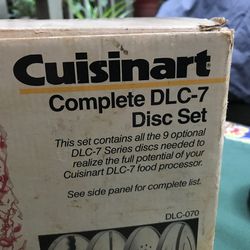 Cuisinart
Complete DLC-7
Disc Set
This set contains all the 9 optional
DLC-7 Series discs needed to
realize the full potential of your
Cuisinart DLC-7 food processor.
See side panel for complete list.
DLC-070